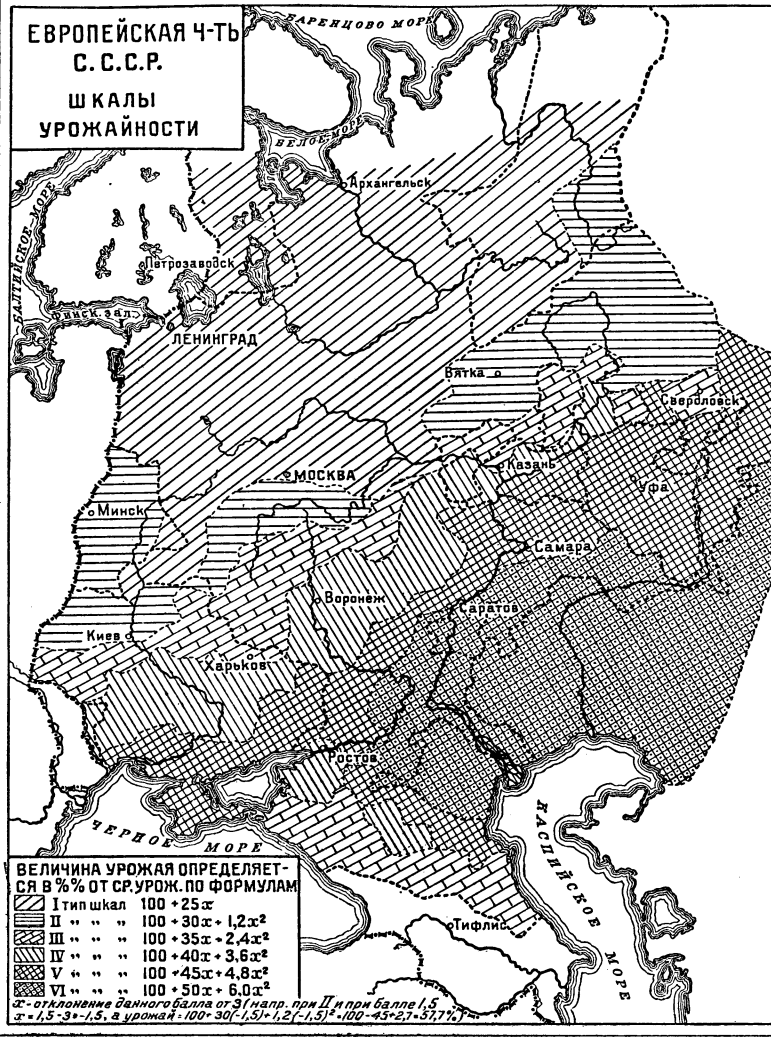 ЕВРОПЕЙСКАЯ Ч-ТЬ
С.С.С.Р.
ШКАЛЫ
УРОЖАЙНОСТИ
БАРЕНЦОВО МОРЕ
БЕЛОЕ-МОРЕ
Архангельск
БАЛТИЙСКОЕ-МОРЕ
Петрозаводск
Финск. зал.
ЛЕНИНГРАД
Вятка
Свердловск
МОСКВА
Казань
Уфа
Минск
Самара
Воронеж
Саратов
Киев
Харьков
Ростов
ЧЕРНОЕ МОРЕ
КАСПИЙСКОЕ МОРЕ
Тифлис
ВЕЛИЧИНА УРОЖАЯ ОПРЕДЕЛЯЕТ-
СЯ В %% ОТ СР. УРОЖ. ПО ФОРМУЛАМ
I тип шкал 100 + 25x
II " " " 100 + 30x + 1,2x²
III " " " 100 + 35x + 2,4x²
IV " " " 100 + 40x + 3,6x²
V " " " 100 + 45x + 4,8x²
VI " " " 100 + 50x + 6,0x²
x - отклонение данного балла от 3 (напр. при II и при балле 1,5
x = 1,5 - 3 = -1,5, а урожай = 100 + 30(-1,5) + 1,2(-1,5)² = 100 - 45 + 2,7 = 57,7%)